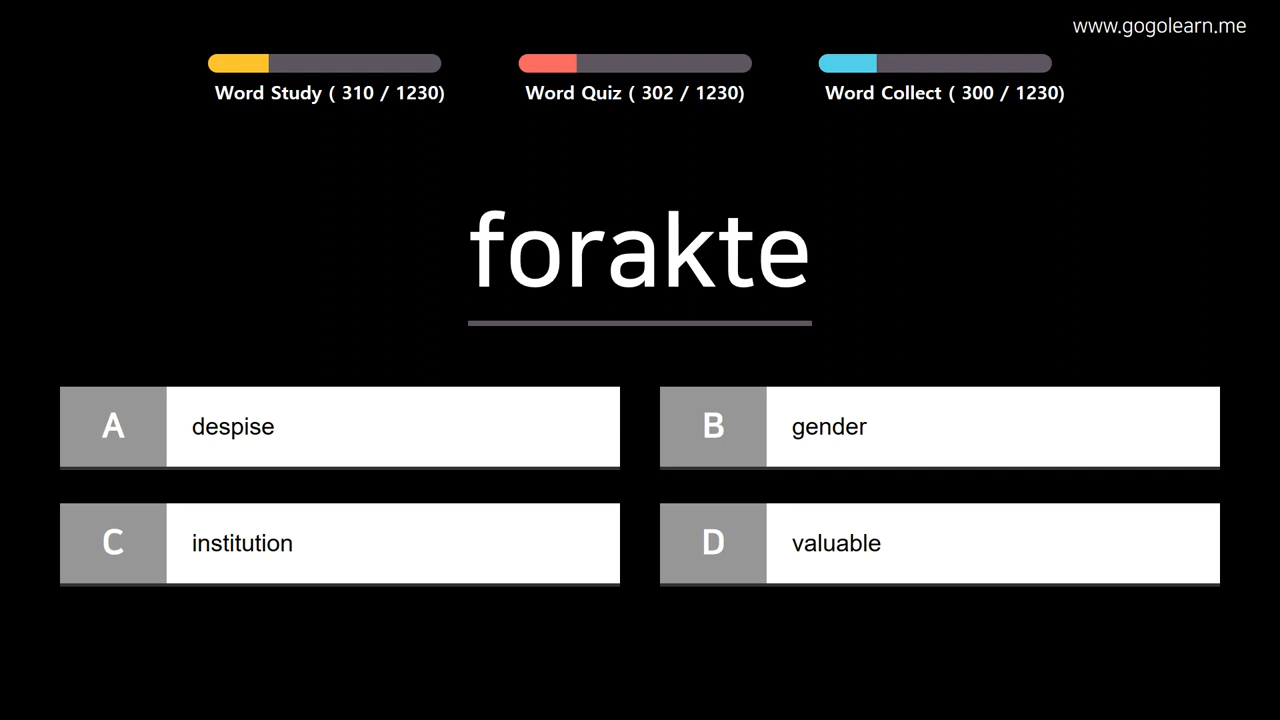 www.gogolearn.me
Word Study ( 310 / 1230)
Word Quiz ( 302 / 1230)
Word Collect ( 300 / 1230)
forakte
A despise
B gender
C institution
D valuable